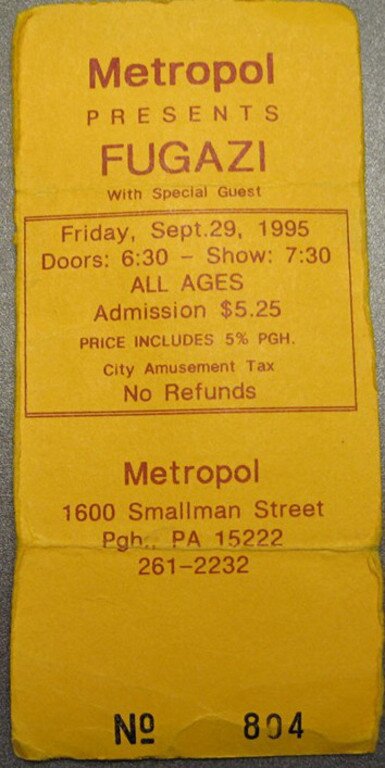 Metropol
PRESENTS
FUGAZI
With Special Guest
Friday, Sept.29, 1995
Doors: 6:30 - Show: 7:30
ALL AGES
Admission $5.25
PRICE INCLUDES 5% PGH.
City Amusement Tax
No Refunds
Metropol
1600 Smallman Street
Pgh., PA 15222
261-2232
№ 804